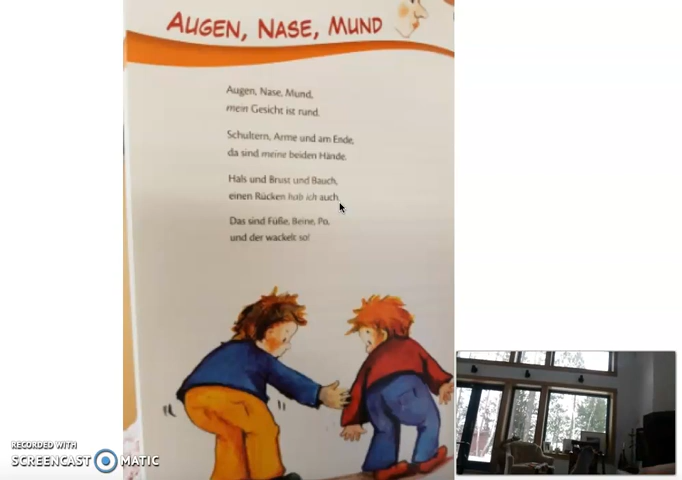 AUGEN, NASE, MUND
Augen, Nase, Mund,
mein Gesicht ist rund.
Schultern, Arme und am Ende,
da sind meine beiden Hände.
Hals und Brust und Bauch,
einen Rücken hab ich auch.
Das sind Füße, Beine, Po,
und der wackelt so!
RECORDED WITH
SCREENCAST MATIC